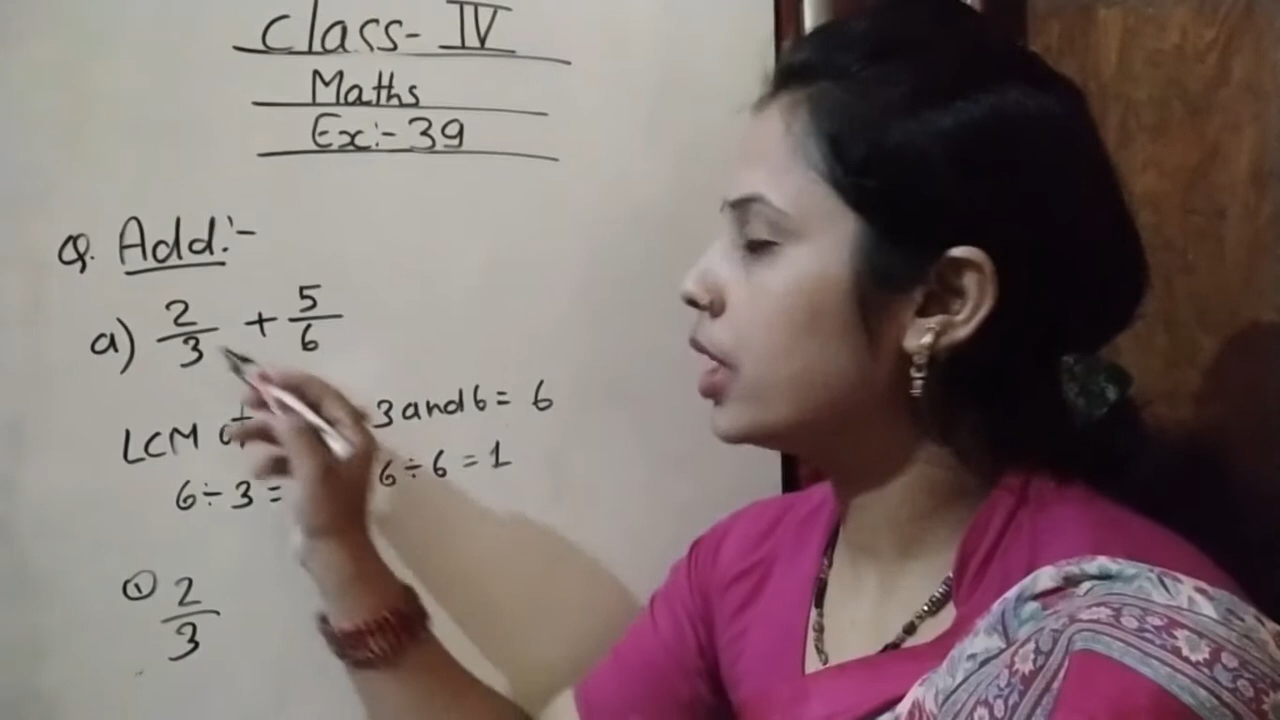 Class- IV
Maths
Ex:- 39
Q. Add:-
a) 2/3 + 5/6
LCM of 3 and 6 = 6
6÷3 = 6÷6 = 1
① 2/3